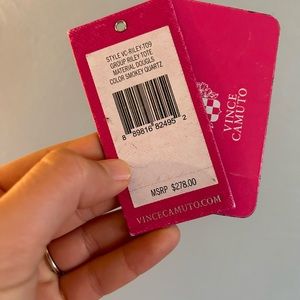 STYLE VC-RILEY-TO9
GROUP RILEY TOTE
MATERIAL DOUGLS
COLOR SMOKEY QUARTZ
8 89816 82495 2
MSRP $278.00
VINCECAMUTO.COM
VINCE
CAMUTO